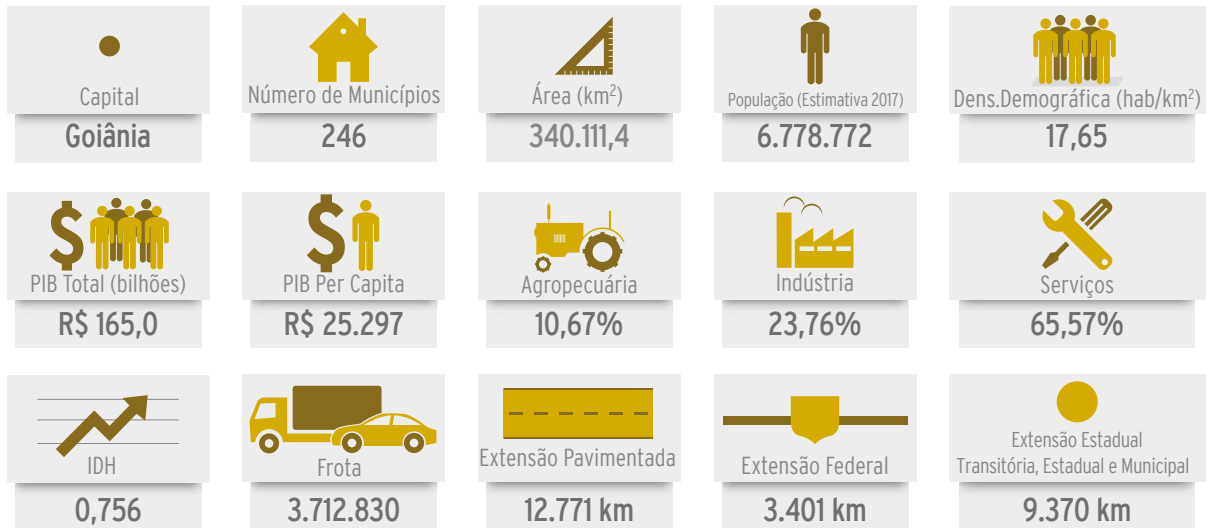 Capital
Goiânia
Número de Municípios
246
Área (km²)
340.111,4
População (Estimativa 2017)
6.778.772
Dens.Demográfica (hab/km²)
17,65
PIB Total (bilhões)
R$ 165,0
PIB Per Capita
R$ 25.297
Agropecuária
10,67%
Indústria
23,76%
Serviços
65,57%
IDH
0,756
Frota
3.712.830
Extensão Pavimentada
12.771 km
Extensão Federal
3.401 km
Extensão Estadual
Transitória, Estadual e Municipal
9.370 km